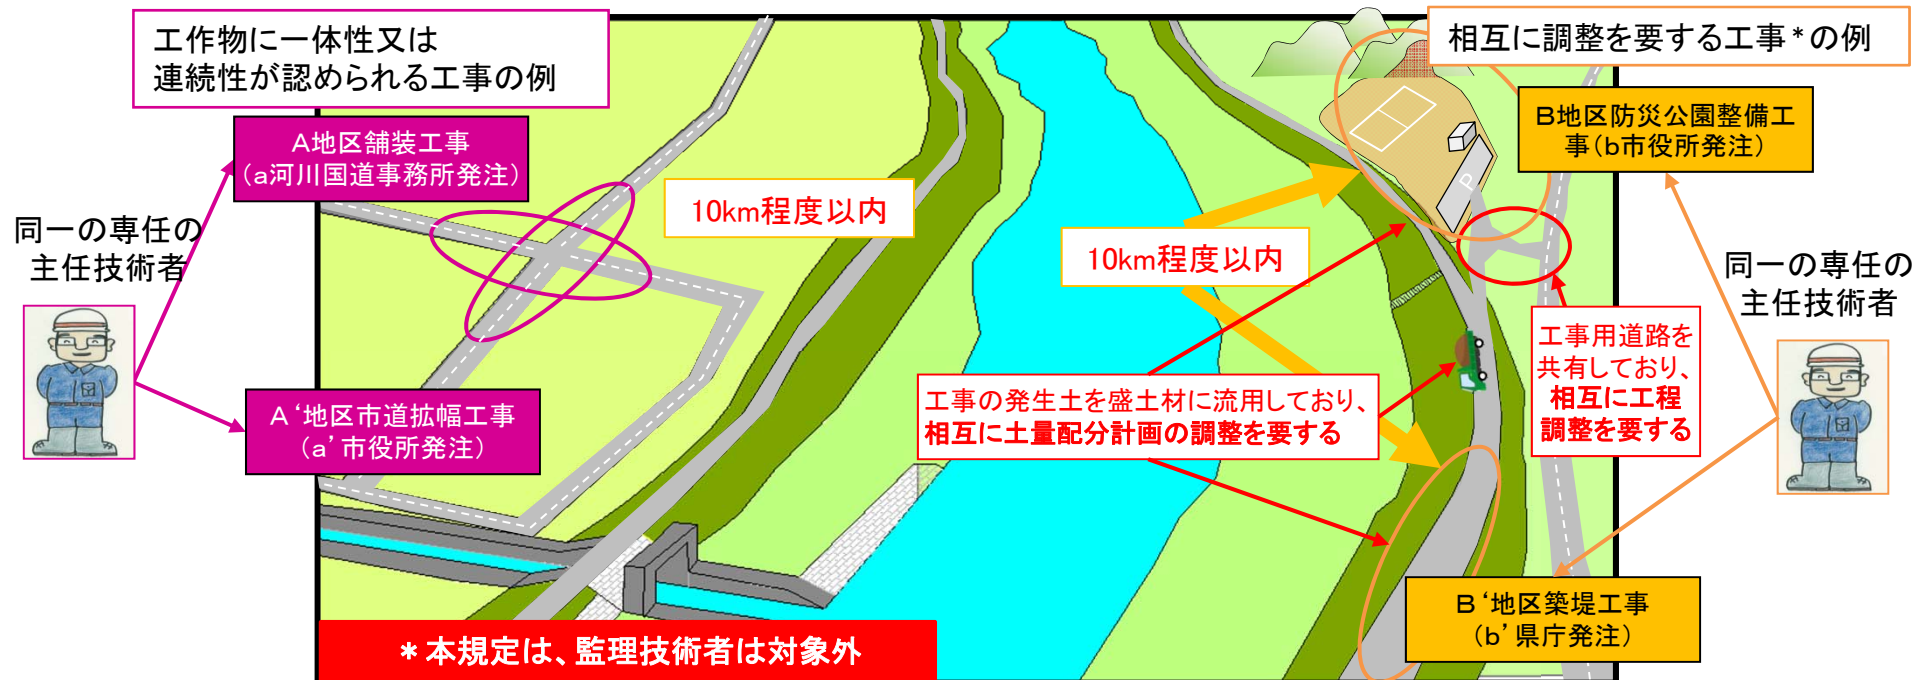 工作物に一体性又は
連続性が認められる工事の例
相互に調整を要する工事*の例
A地区舗装工事
(a河川国道事務所発注)
B地区防災公園整備工
事(b市役所発注)
10km程度以内
10km程度以内
同一の専任の
主任技術者
同一の専任の
主任技術者
P
工事用道路を
共有しており、
相互に工程
調整を要する
工事の発生土を盛土材に流用しており、
相互に土量配分計画の調整を要する
A‘地区市道拡幅工事
(a’市役所発注)
B‘地区築堤工事
(b’県庁発注)
*本規定は、監理技術者は対象外